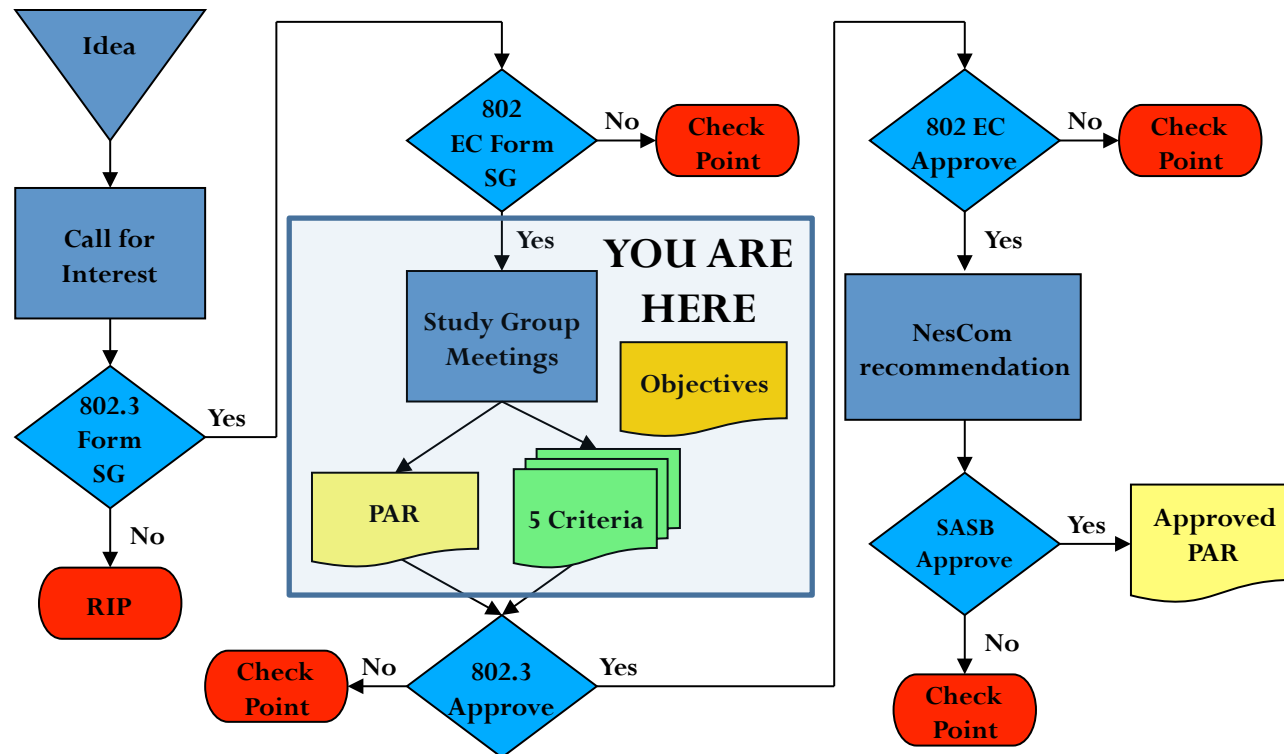 Idea
Call for
Interest
802.3
Form
SG
Yes
No
RIP
802
EC Form
SG
No
Check
Point
Yes
YOU ARE
HERE
Study Group
Meetings
Objectives
PAR
5 Criteria
802.3
Approve
No
Check
Point
Yes
802 EC
Approve
No
Check
Point
Yes
NesCom
recommendation
SASB
Approve
Yes
Approved
PAR
No
Check
Point